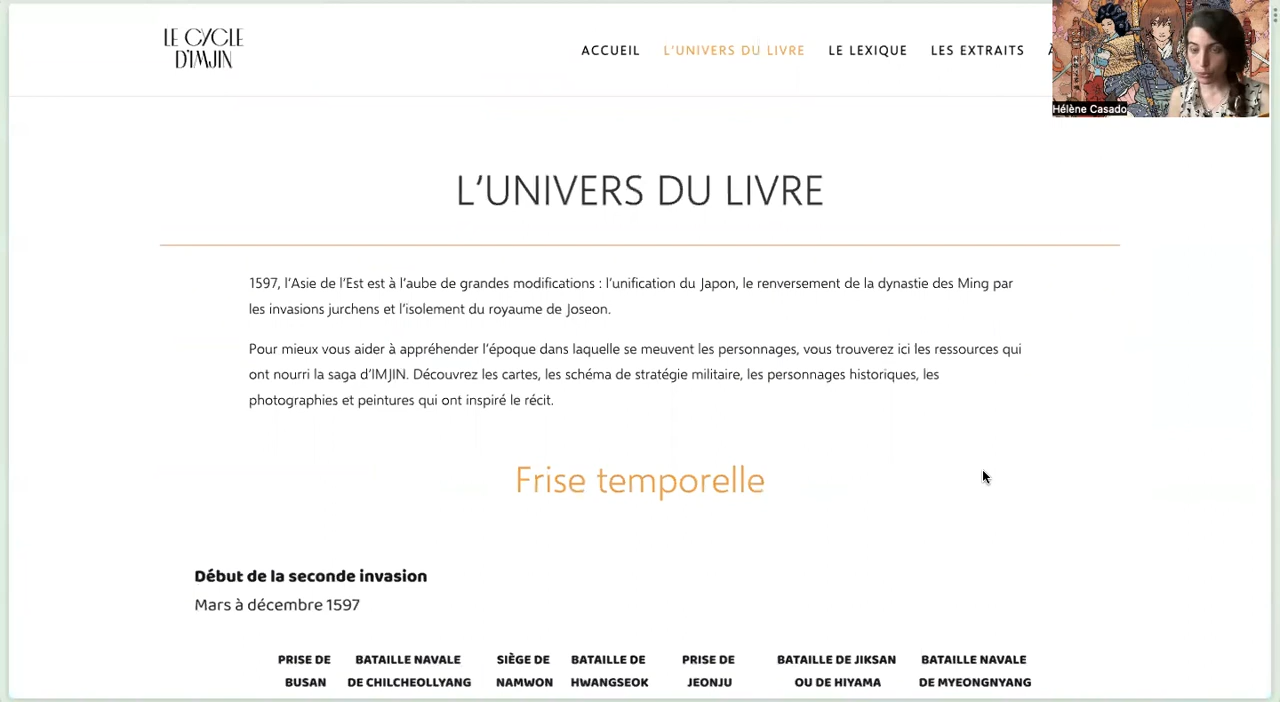 LE CYCLE
D'IMJIN
ACCUEIL
L'UNIVERS DU LIVRE
LE LEXIQUE
LES EXTRAITS
Hélène Casado
L'UNIVERS DU LIVRE
1597, l'Asie de l'Est est à l'aube de grandes modifications : l'unification du Japon, le renversement de la dynastie des Ming par
les invasions jurchens et l'isolement du royaume de Joseon.
Pour mieux vous aider à appréhender l'époque dans laquelle se meuvent les personnages, vous trouverez ici les ressources qui
ont nourri la saga d'IMJIN. Découvrez les cartes, les schéma de stratégie militaire, les personnages historiques, les
photographies et peintures qui ont inspiré le récit.
Frise temporelle
Début de la seconde invasion
Mars à décembre 1597
PRISE DE
BUSAN
BATAILLE NAVALE
DE CHILCHEOLLYANG
SIÈGE DE
NAMWON
BATAILLE DE
HWANGSEOK
PRISE DE
JEONJU
BATAILLE DE JIKSAN
OU DE HIYAMA
BATAILLE NAVALE
DE MYEONGNYANG